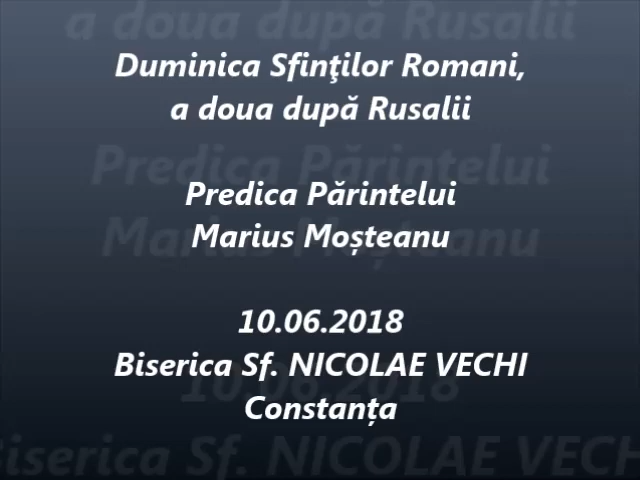 Duminica Sfinţilor Romani,
a doua după Rusalii
Predica Părintelui
Marius Moșteanu
10.06.2018
Biserica Sf. NICOLAE VECHI
Constanța